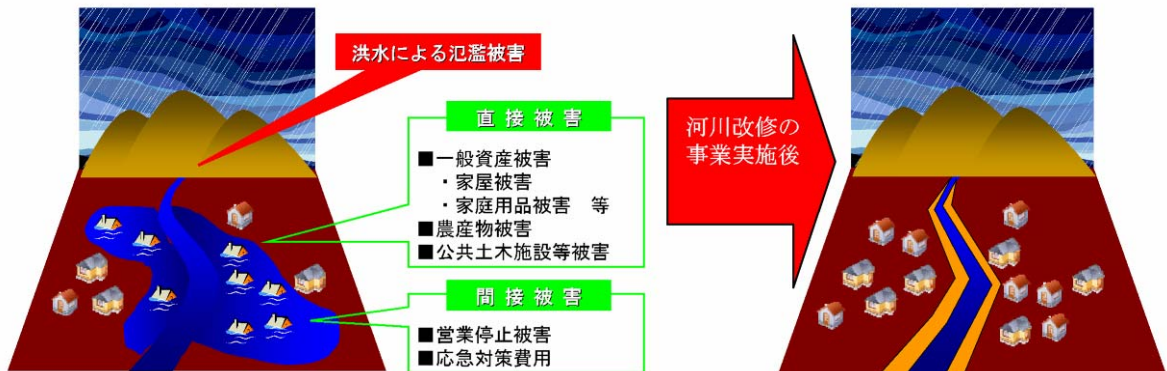 洪水による氾濫被害
直接被害
■一般資産被害
・家屋被害
・家庭用品被害　等
■農産物被害
■公共土木施設等被害
間接被害
■営業停止被害
■応急対策費用
河川改修の
事業実施後